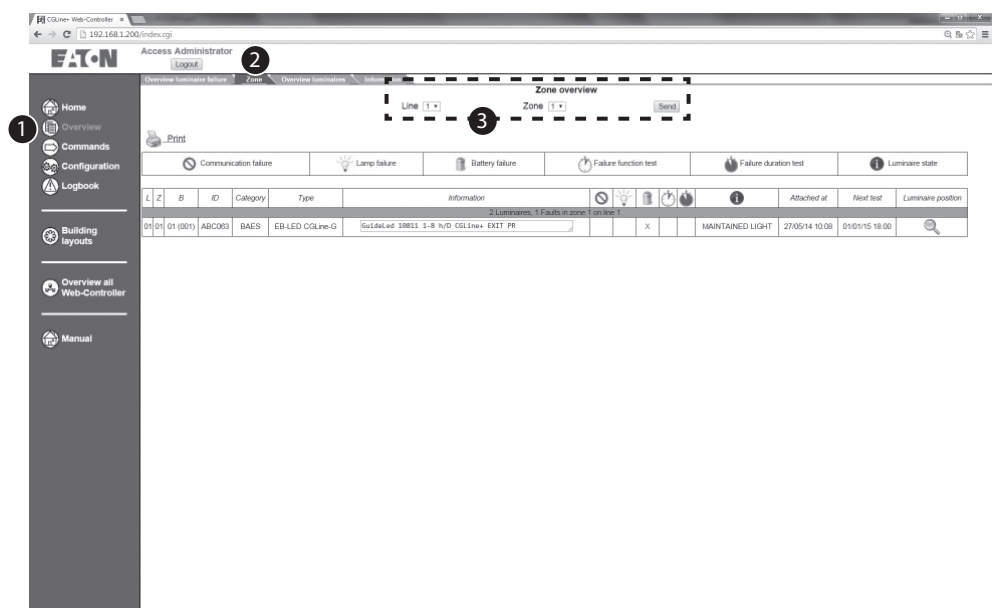 CGLine+ Web-Controller
192.168.1.200/index.cgi
EATON
Access Administrator
Logout
2
Overview luminaire failure Zone Overview luminaires Information
Zone overview
Line 1 Zone 1 Send
3
Home
1
Overview
Commands
Configuration
Logbook
Building
layouts
Overview all
Web-Controller
Manual
Print
Communication failure Lamp failure Battery failure Failure function test Failure duration test Luminaire state
L Z B ID Category Type Information Attached at Next test Luminaire position
2 Luminaires, 1 Faults in zone 1 on line 1
01 01 01 (001) ABC063 BAES EB-LED CGLine-G GuideLed 10811 1-8 h/D CGLine+ EXIT PR X MAINTAINED LIGHT 27/05/14 10:08 01/01/15 18:00